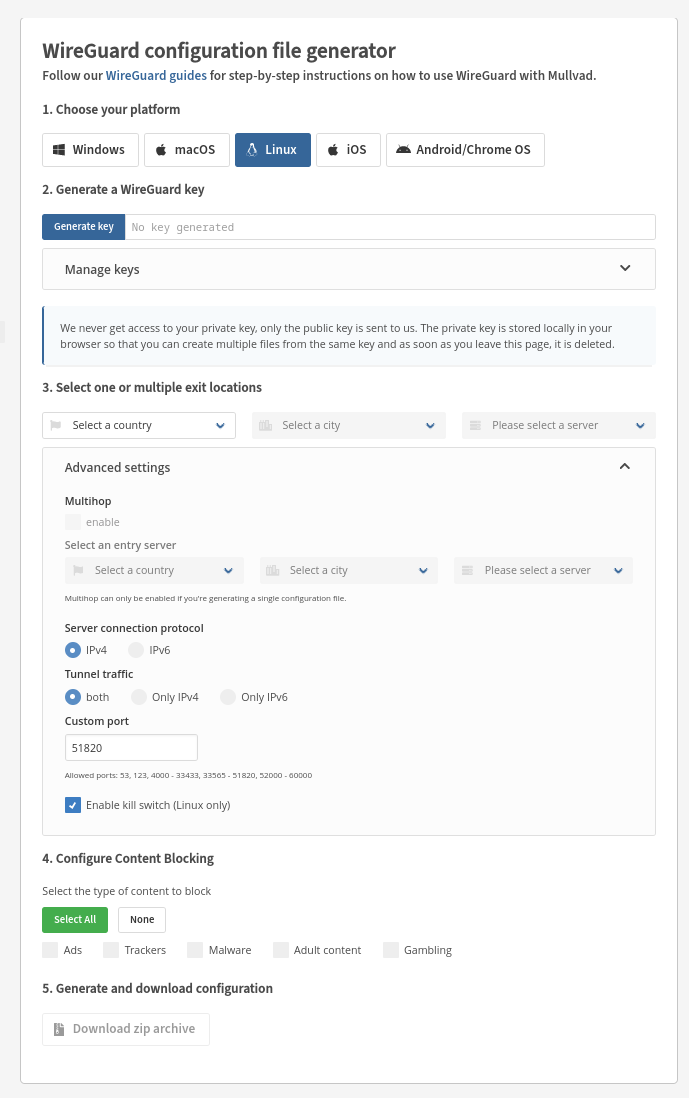 WireGuard configuration file generator
Follow our WireGuard guides for step-by-step instructions on how to use WireGuard with Mullvad.
1. Choose your platform
Windows macOS Linux iOS Android/Chrome OS
2. Generate a WireGuard key
Generate key No key generated
Manage keys
We never get access to your private key, only the public key is sent to us. The private key is stored locally in your
browser so that you can create multiple files from the same key and as soon as you leave this page, it is deleted.
3. Select one or multiple exit locations
Select a country Select a city Please select a server
Advanced settings
Multihop
enable
Select an entry server
Select a country Select a city Please select a server
Multihop can only be enabled if you're generating a single configuration file.
Server connection protocol
IPv4 IPv6
Tunnel traffic
both Only IPv4 Only IPv6
Custom port
51820
Allowed ports: 53, 123, 4000 - 33433, 33565 - 51820, 52000 - 60000
Enable kill switch (Linux only)
4. Configure Content Blocking
Select the type of content to block
Select All None
Ads Trackers Malware Adult content Gambling
5. Generate and download configuration
Download zip archive